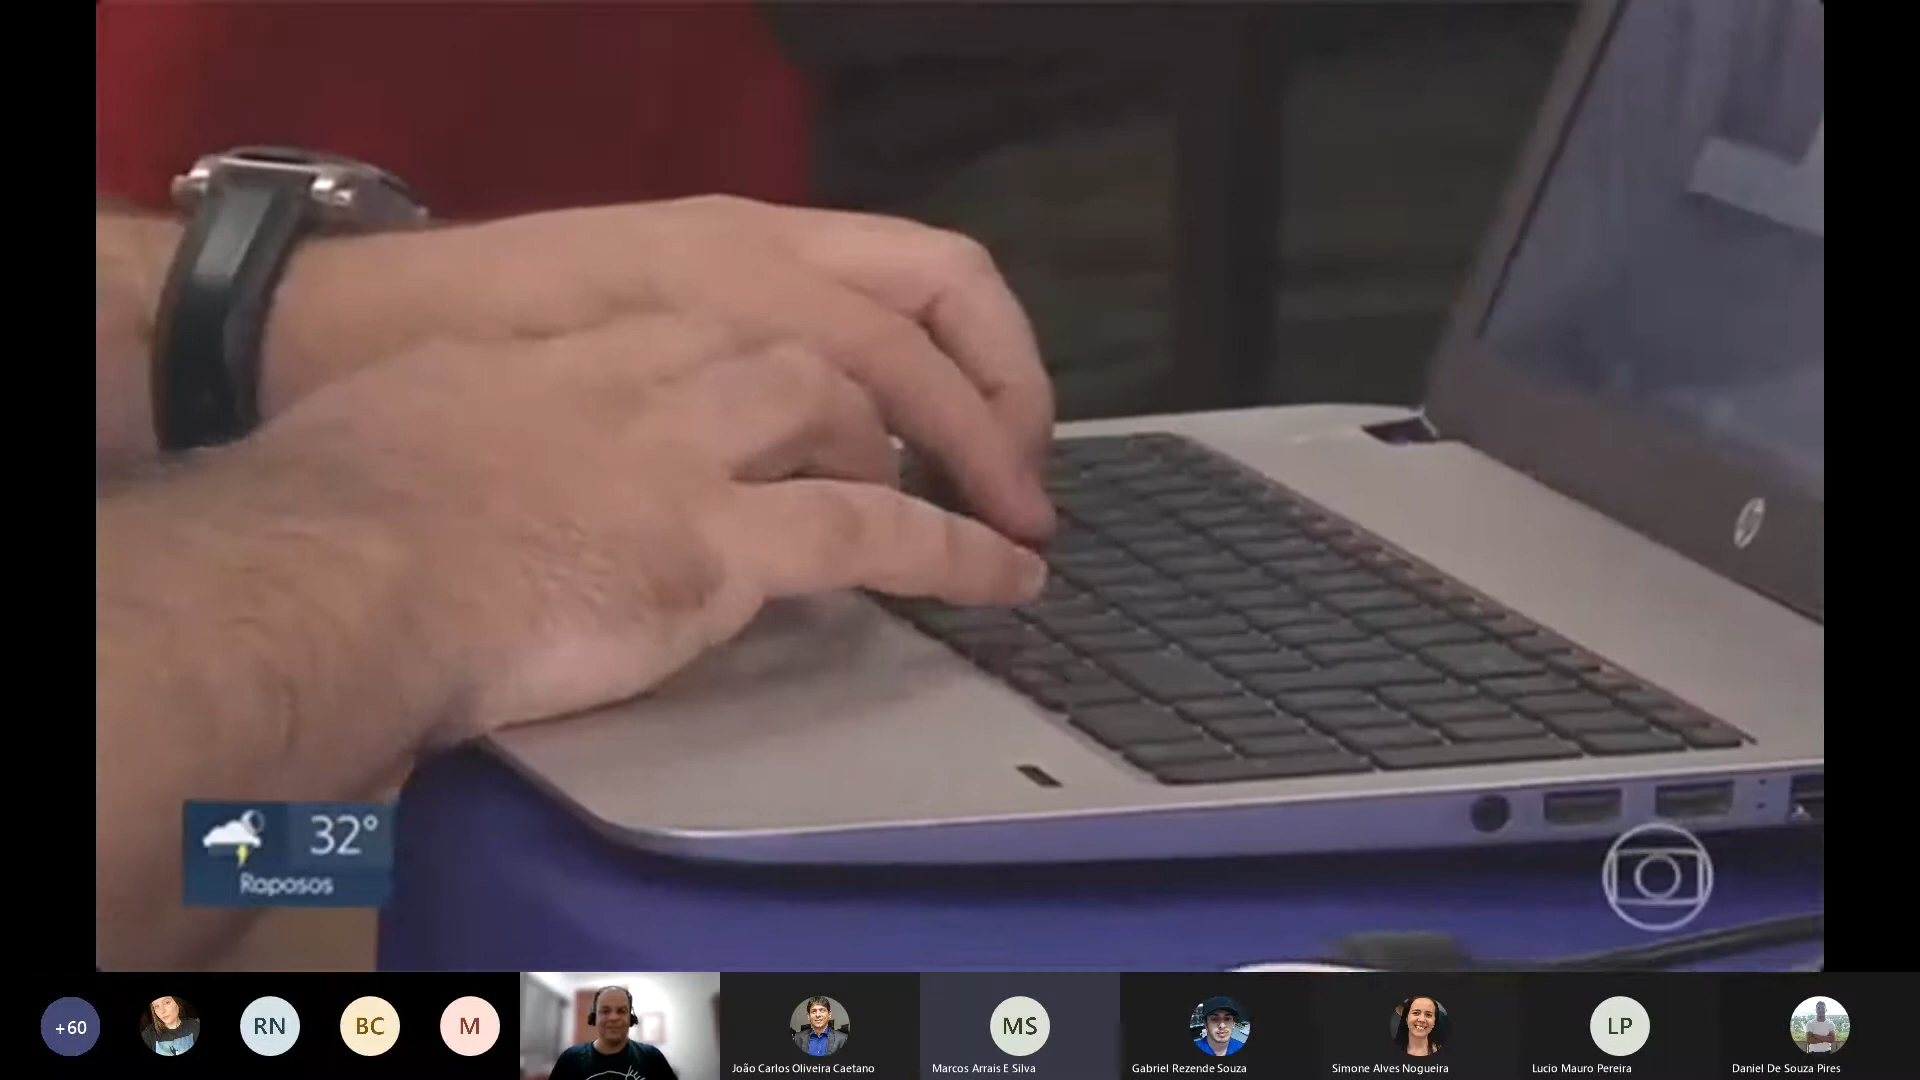 32°
Raposos
+60
RN
BC
M
João Carlos Oliveira Caetano
MS
Marcos Arrais E Silva
Gabriel Rezende Souza
Simone Alves Nogueira
LP
Lucio Mauro Pereira
Daniel De Souza Pires